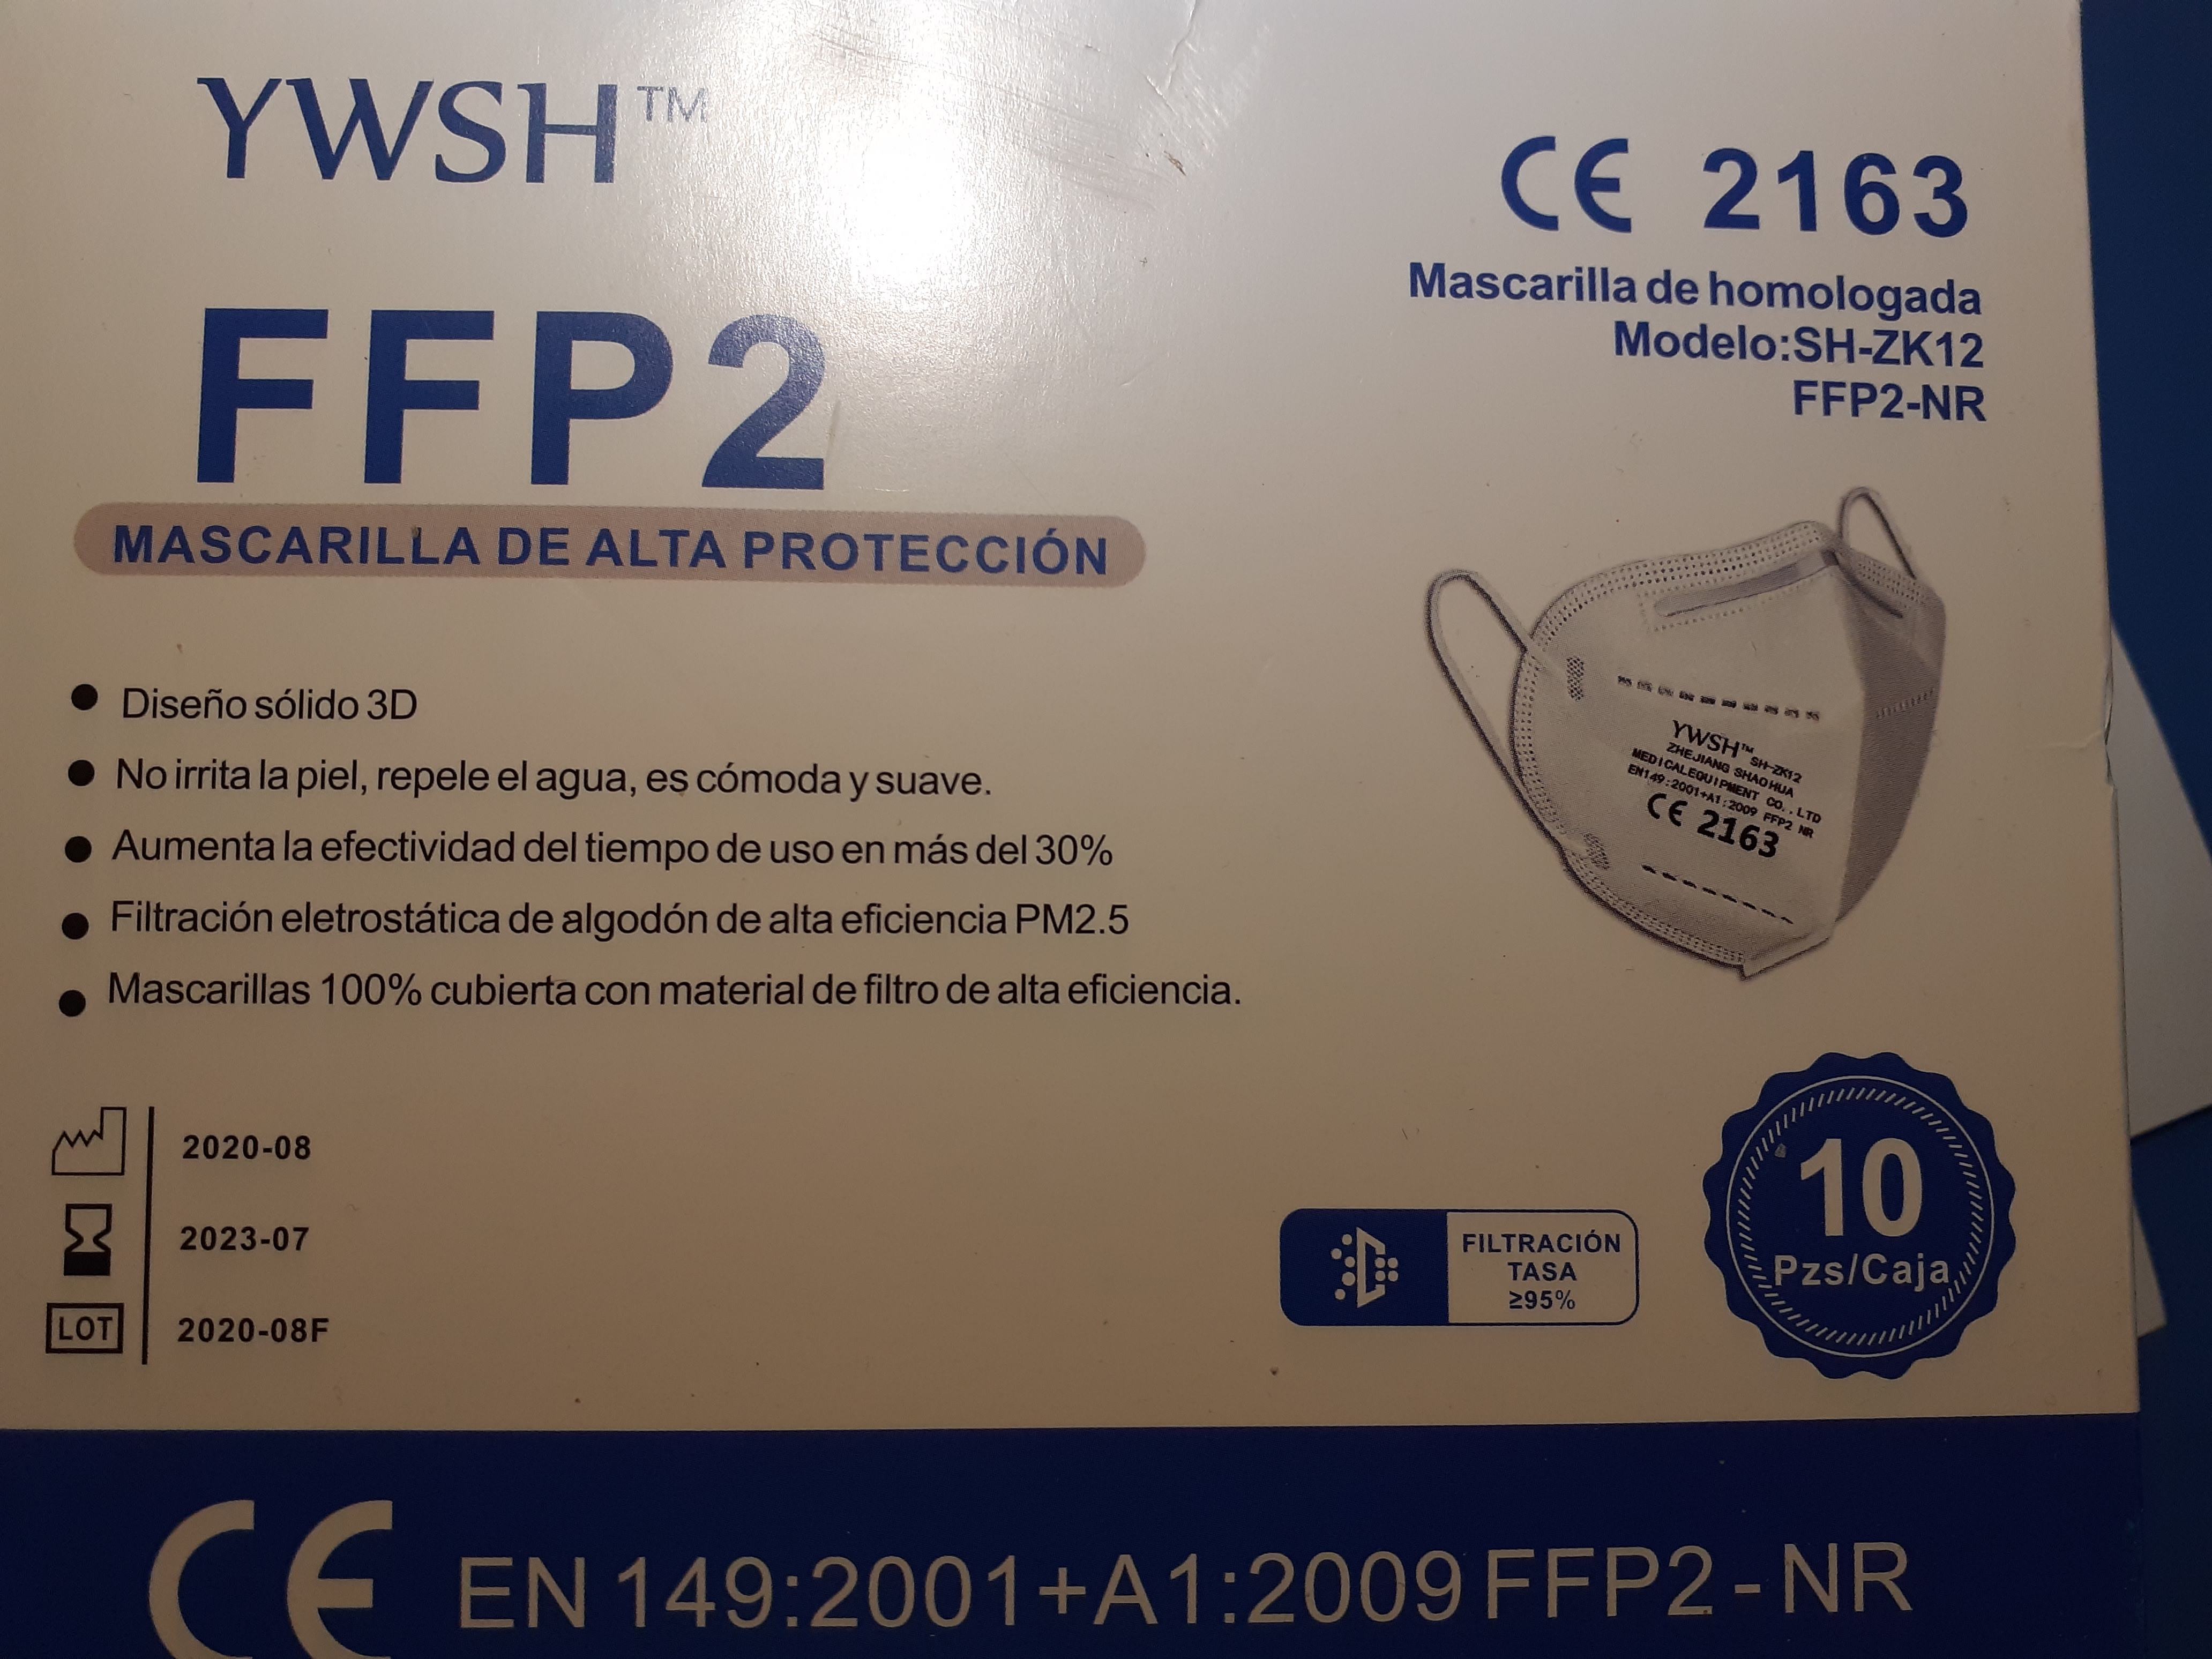 YWSH™
FFP2
MASCARILLA DE ALTA PROTECCIÓN
CE 2163
Mascarilla de homologada
Modelo:SH-ZK12
FFP2-NR
● Diseño sólido 3D
● No irrita la piel, repele el agua, es cómoda y suave.
● Aumenta la efectividad del tiempo de uso en más del 30%
● Filtración eletrostática de algodón de alta eficiencia PM2.5
● Mascarillas 100% cubierta con material de filtro de alta eficiencia.
YWSH™ SH-ZK12
ZHEJIANG SHAOHUA
MEDICALEQUIPMENT CO.,LTD
EN149:2001+A1:2009 FFP2 NR
CE 2163
2020-08
2023-07
LOT 2020-08F
FILTRACIÓN
TASA
≥95%
10
Pzs/Caja
CE EN 149:2001+A1:2009 FFP2-NR